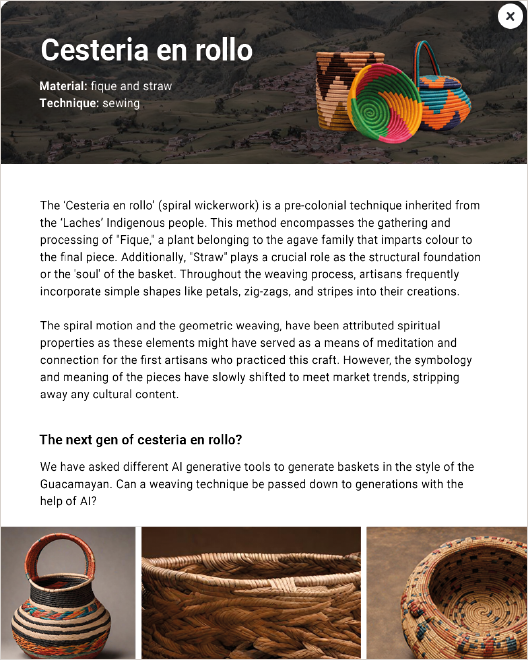 Cesteria en rollo
Material: fique and straw
Technique: sewing
The 'Cesteria en rollo' (spiral wickerwork) is a pre-colonial technique inherited from
the 'Laches' Indigenous people. This method encompasses the gathering and
processing of "Fique," a plant belonging to the agave family that imparts colour to
the final piece. Additionally, "Straw" plays a crucial role as the structural foundation
or the 'soul' of the basket. Throughout the weaving process, artisans frequently
incorporate simple shapes like petals, zig-zags, and stripes into their creations.
The spiral motion and the geometric weaving, have been attributed spiritual
properties as these elements might have served as a means of meditation and
connection for the first artisans who practiced this craft. However, the symbology
and meaning of the pieces have slowly shifted to meet market trends, stripping
away any cultural content.
The next gen of cesteria en rollo?
We have asked different AI generative tools to generate baskets in the style of the
Guacamayan. Can a weaving technique be passed down to generations with the
help of AI?